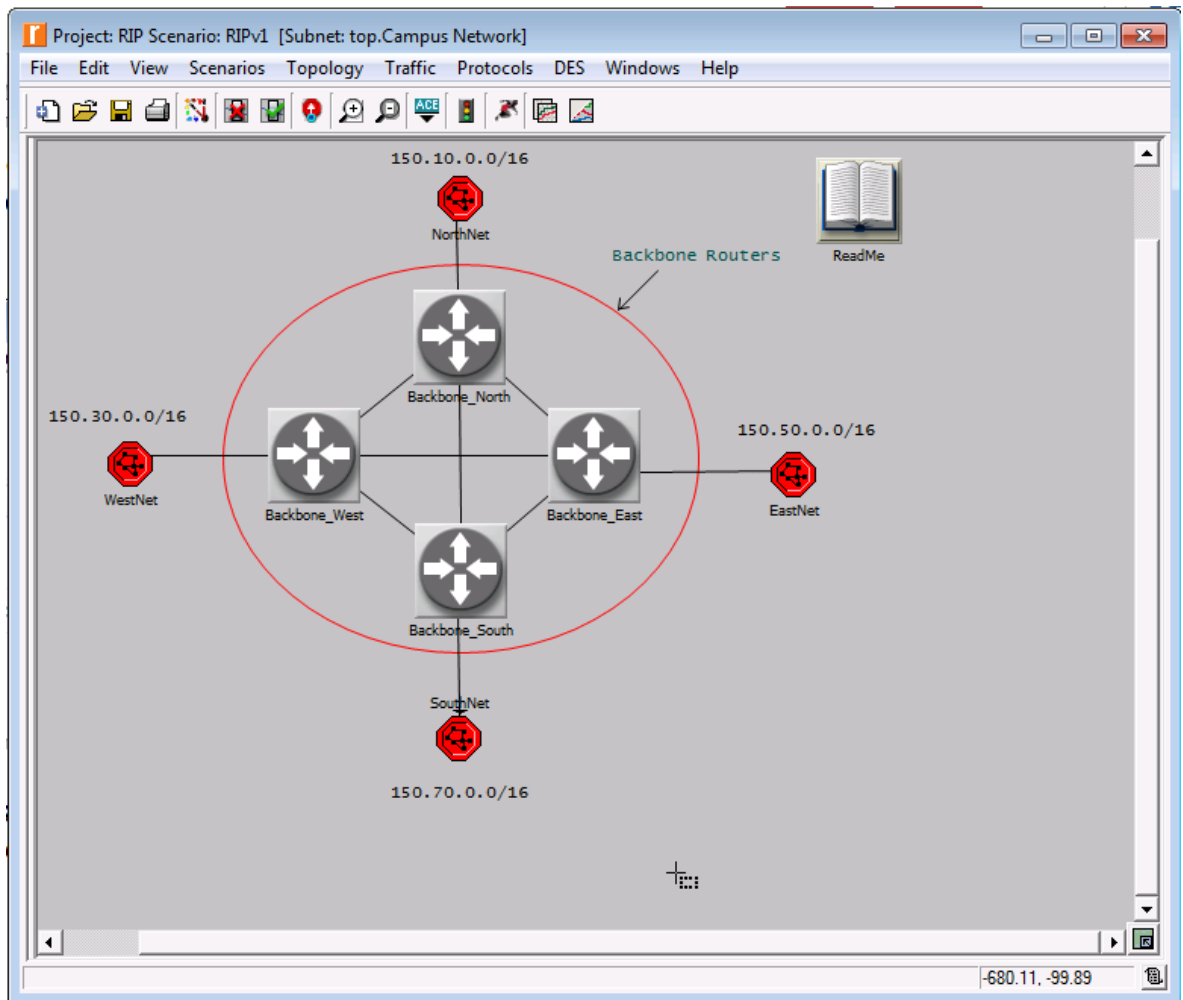 Project: RIP Scenario: RIPv1 [Subnet: top.Campus Network]
File Edit View Scenarios Topology Traffic Protocols DES Windows Help
ACE
150.10.0.0/16
NorthNet
Backbone Routers
ReadMe
Backbone_North
150.30.0.0/16
WestNet
Backbone_West
Backbone_East
150.50.0.0/16
EastNet
Backbone_South
SouthNet
150.70.0.0/16
-680.11, -99.89